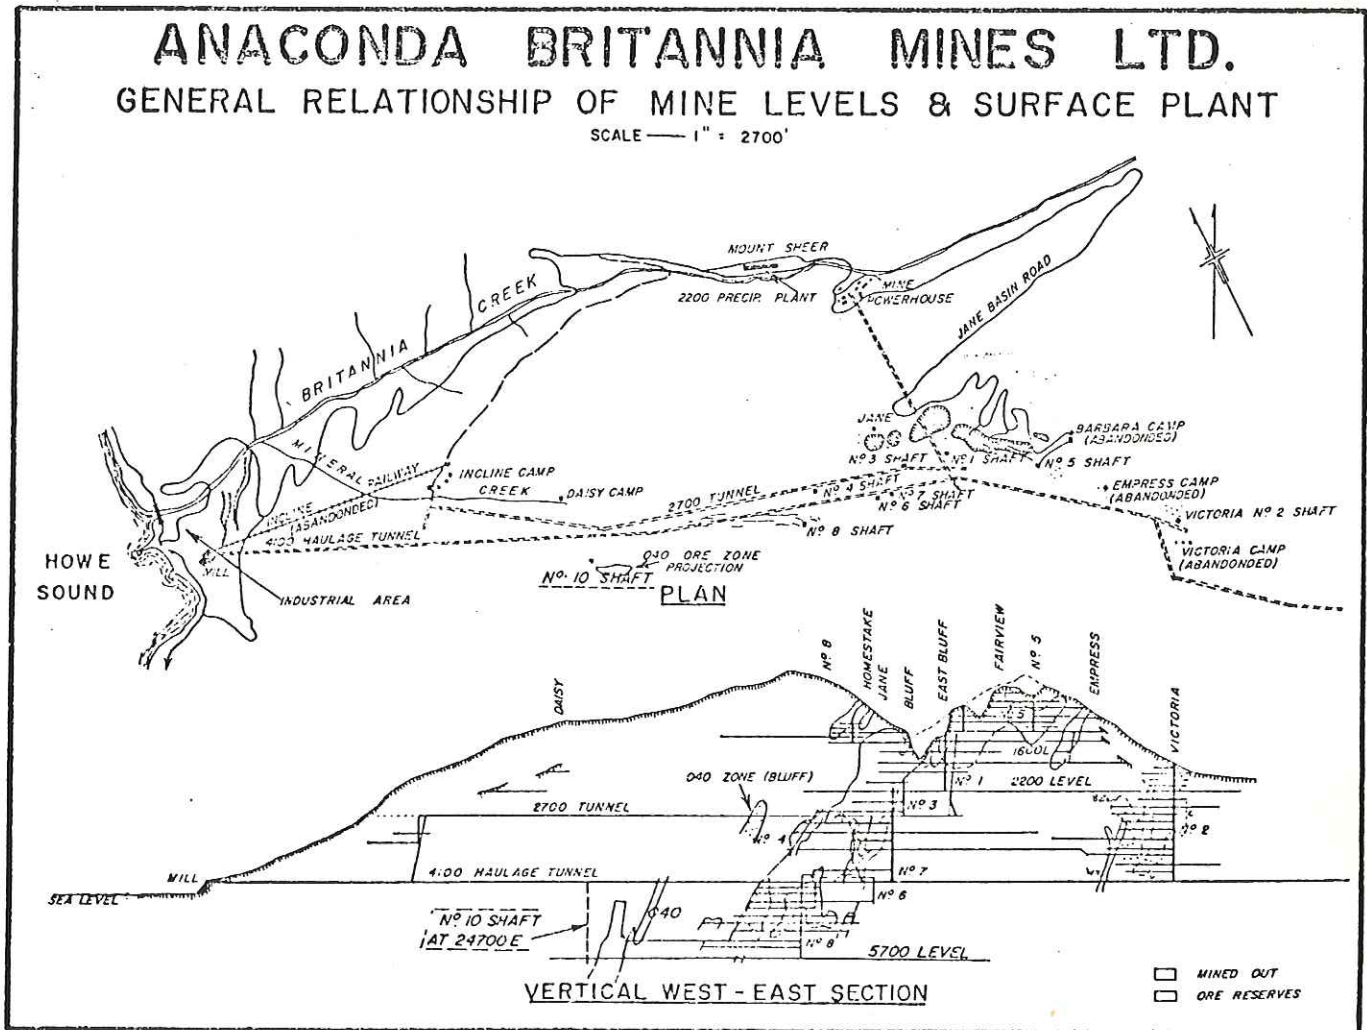 ANACONDA BRITANNIA MINES LTD.
GENERAL RELATIONSHIP OF MINE LEVELS & SURFACE PLANT
SCALE — 1" = 2700'
MOUNT SHEER
2200 PRECIP. PLANT
MINE
POWERHOUSE
JANE BASIN ROAD
BRITANNIA CREEK
MINERAL
CREEK
RAILWAY
INCLINE
(ABANDONDED)
INCLINE CAMP
DAISY CAMP
4100 HAULAGE TUNNEL
2700 TUNNEL
JANE
Nº 3 SHAFT
Nº 1 SHAFT
BARBARA CAMP
(ABANDONDED)
Nº 5 SHAFT
Nº 4 SHAFT
Nº 7 SHAFT
Nº 6 SHAFT
EMPRESS CAMP
(ABANDONDED)
VICTORIA Nº 2 SHAFT
Nº 8 SHAFT
VICTORIA CAMP
(ABANDONDED)
HOWE
SOUND
MILL
INDUSTRIAL AREA
040 ORE ZONE
PROJECTION
Nº 10 SHAFT
PLAN
DAISY
Nº 8
HOMESTAKE
JANE
BLUFF
EAST BLUFF
FAIRVIEW
Nº 5
EMPRESS
VICTORIA
Nº 5
1600L
040 ZONE (BLUFF)
Nº 1
2200 LEVEL
2700 TUNNEL
Nº 3
Nº 4
Nº 2
MILL
4100 HAULAGE TUNNEL
Nº 7
SEA LEVEL
Nº 6
Nº 10 SHAFT
AT 24700 E
040
Nº 8
5700 LEVEL
VERTICAL WEST - EAST SECTION
MINED OUT
ORE RESERVES